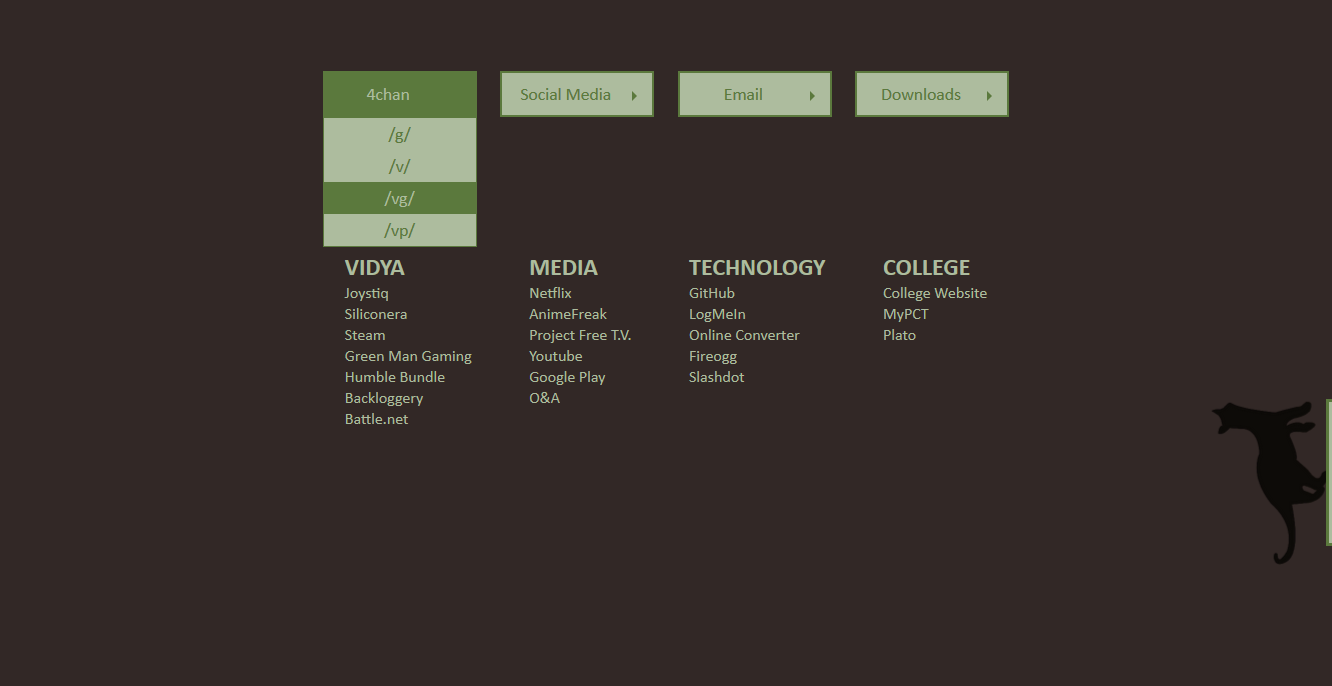 4chan
Social Media
Email
Downloads
/g/
/v/
/vg/
/vp/
VIDYA
Joystiq
Siliconera
Steam
Green Man Gaming
Humble Bundle
Backloggery
Battle.net
MEDIA
Netflix
AnimeFreak
Project Free T.V.
Youtube
Google Play
O&A
TECHNOLOGY
GitHub
LogMeIn
Online Converter
Fireogg
Slashdot
COLLEGE
College Website
MyPCT
Plato